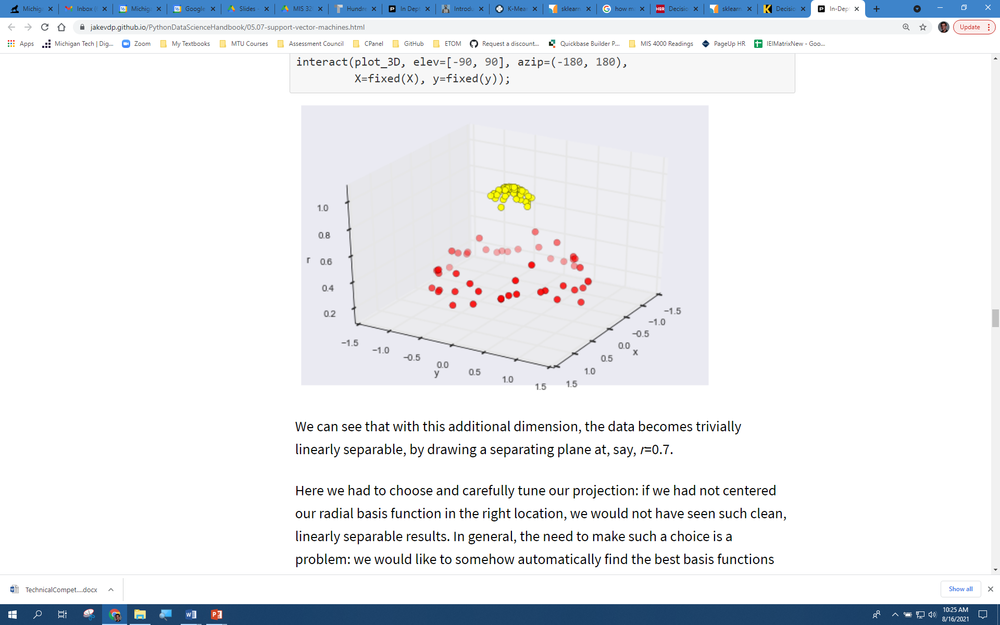 Michiga
Inbox (
Michiga
Google
Slides -
MIS 32
Hundre
In Dept
Introdu
K-Mean
sklearn.
how m
Decisio
sklearn
Decisio
In-Dep
jakevdp.github.io/PythonDataScienceHandbook/05.07-support-vector-machines.html
Update
Apps
Michigan Tech | Dig...
Zoom
My Textbooks
MTU Courses
Assessment Council
CPanel
GitHub
ETOM
Request a discount...
Quickbase Builder P...
MIS 4000 Readings
PageUp HR
IEIMatrixNew - Goo...
interact(plot_3D, elev=[-90, 90], azip=(-180, 180),
X=fixed(X), y=fixed(y));
1.0
0.8
r 0.6
0.4
0.2
−1.5 −1.0 −0.5 0.0 0.5 1.0 1.5
y
−1.5 −1.0 −0.5 0.0 0.5 1.0 1.5
x
We can see that with this additional dimension, the data becomes trivially
linearly separable, by drawing a separating plane at, say, r=0.7.
Here we had to choose and carefully tune our projection: if we had not centered
our radial basis function in the right location, we would not have seen such clean,
linearly separable results. In general, the need to make such a choice is a
problem: we would like to somehow automatically find the best basis functions
TechnicalCompet....docx
Show all
10:25 AM
8/16/2021